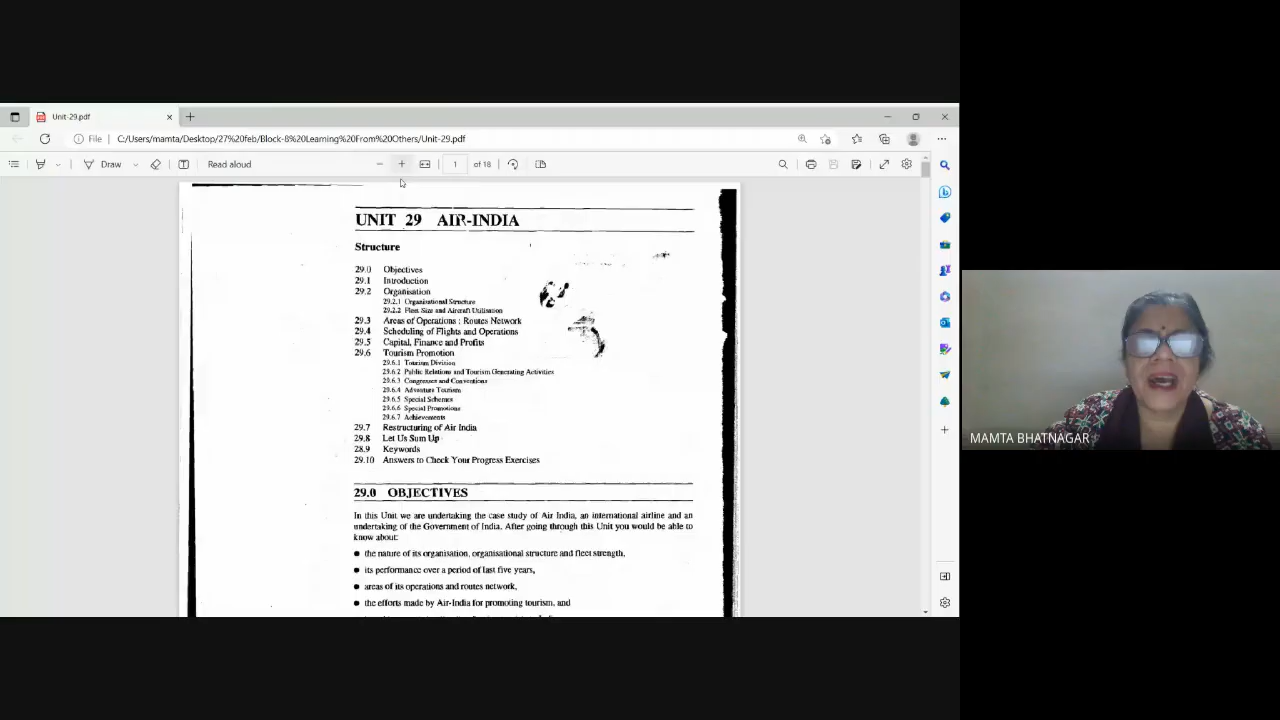 Unit-29.pdf
File
C:/Users/mamta/Desktop/27%20feb/Block-8%20Learning%20From%20Others/Unit-29.pdf
Draw
Read aloud
1
of 18
UNIT 29 AIR-INDIA
Structure
29.0 Objectives
29.1 Introduction
29.2 Organisation
29.2.1 Organisational Structure
29.2.2 Fleet Size and Aircraft Utilisation
29.3 Areas of Operations : Routes Network
29.4 Scheduling of Flights and Operations
29.5 Capital, Finance and Profits
29.6 Tourism Promotion
29.6.1 Tourism Division
29.6.2 Public Relations and Tourism Generating Activities
29.6.3 Congresses and Conventions
29.6.4 Adventure Tourism
29.6.5 Special Schemes
29.6.6 Special Promotions
29.6.7 Achievements
29.7 Restructuring of Air India
29.8 Let Us Sum Up
28.9 Keywords
29.10 Answers to Check Your Progress Exercises
29.0 OBJECTIVES
In this Unit we are undertaking the case study of Air India, an international airline and an
undertaking of the Government of India. After going through this Unit you would be able to
know about:
● the nature of its organisation, organisational structure and fleet strength,
● its performance over a period of last five years,
● areas of its operations and routes network,
● the efforts made by Air-India for promoting tourism, and
MAMTA BHATNAGAR